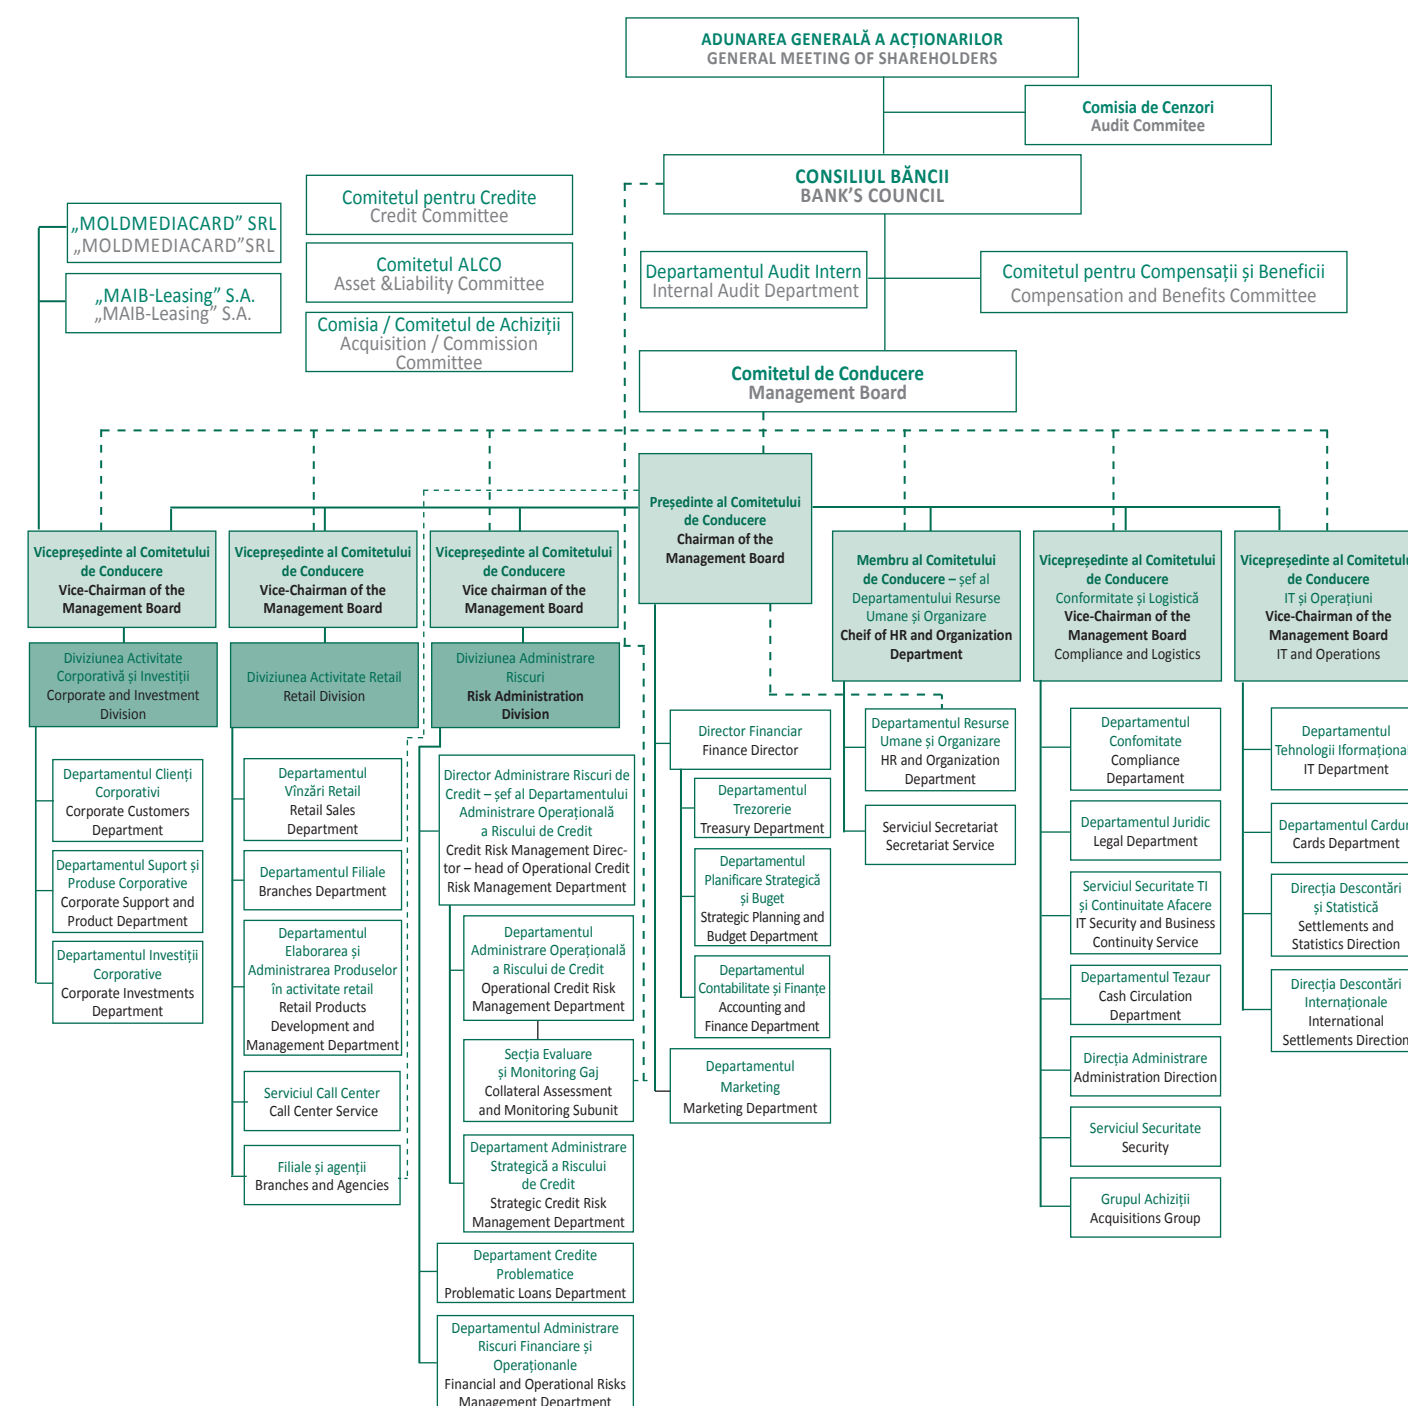 ADUNAREA GENERALĂ A ACȚIONARILOR
GENERAL MEETING OF SHAREHOLDERS
Comisia de Cenzori
Audit Commitee
CONSILIUL BĂNCII
BANK'S COUNCIL
„MOLDMEDIACARD” SRL
„MOLDMEDIACARD”SRL
„MAIB-Leasing” S.A.
„MAIB-Leasing” S.A.
Comitetul pentru Credite
Credit Committee
Comitetul ALCO
Asset &Liability Committee
Comisia / Comitetul de Achiziții
Acquisition / Commission
Committee
Departamentul Audit Intern
Internal Audit Department
Comitetul pentru Compensații și Beneficii
Compensation and Benefits Committee
Comitetul de Conducere
Management Board
Președinte al Comitetului
de Conducere
Chairman of the
Management Board
Vicepreședinte al Comitetului
de Conducere
Vice-Chairman of the
Management Board
Diviziunea Activitate
Corporativă și Investiții
Corporate and Investment
Division
Departamentul Clienți
Corporativi
Corporate Customers
Department
Departamentul Suport și
Produse Corporative
Corporate Support and
Product Department
Departamentul Investiții
Corporative
Corporate Investments
Department
Vicepreședinte al Comitetului
de Conducere
Vice-Chairman of the
Management Board
Diviziunea Activitate Retail
Retail Division
Departamentul
Vînzări Retail
Retail Sales
Department
Departamentul Filiale
Branches Department
Departamentul
Elaborarea și
Administrarea Produselor
în activitate retail
Retail Products
Development and
Management Department
Serviciul Call Center
Call Center Service
Filiale și agenții
Branches and Agencies
Vicepreședinte al Comitetului
de Conducere
Vice chairman of the
Management Board
Diviziunea Administrare
Riscuri
Risk Administration
Division
Director Administrare Riscuri de
Credit – șef al Departamentului
Administrare Operațională
a Riscului de Credit
Credit Risk Management Direc-
tor – head of Operational Credit
Risk Management Department
Departamentul
Administrare Operațională
a Riscului de Credit
Operational Credit Risk
Management Department
Secția Evaluare
și Monitoring Gaj
Collateral Assessment
and Monitoring Subunit
Departament Administrare
Strategică a Riscului
de Credit
Strategic Credit Risk
Management Department
Departament Credite
Problematice
Problematic Loans Department
Departamentul Administrare
Riscuri Financiare și
Operaționanle
Financial and Operational Risks
Management Department
Director Financiar
Finance Director
Departamentul
Trezorerie
Treasury Department
Departamentul
Planificare Strategică
și Buget
Strategic Planning and
Budget Department
Departamentul
Contabilitate și Finanțe
Accounting and
Finance Department
Departamentul
Marketing
Marketing Department
Membru al Comitetului
de Conducere – șef al
Departamentului Resurse
Umane și Organizare
Cheif of HR and Organization
Department
Departamentul Resurse
Umane și Organizare
HR and Organization
Department
Serviciul Secretariat
Secretariat Service
Vicepreședinte al Comitetului
de Conducere
Conformitate și Logistică
Vice-Chairman of the
Management Board
Compliance and Logistics
Departamentul
Confomitate
Compliance
Departament
Departamentul Juridic
Legal Department
Serviciul Securitate TI
și Continuitate Afacere
IT Security and Business
Continuity Service
Departamentul Tezaur
Cash Circulation
Department
Direcția Administrare
Administration Direction
Serviciul Securitate
Security
Grupul Achiziții
Acquisitions Group
Vicepreședinte al Comitetului
de Conducere
IT și Operațiuni
Vice-Chairman of the
Management Board
IT and Operations
Departamentul
Tehnologii Iformațional
IT Department
Departamentul Cardur
Cards Department
Direcția Descontări
și Statistică
Settlements and
Statistics Direction
Direcția Descontări
Internaționale
International
Settlements Direction